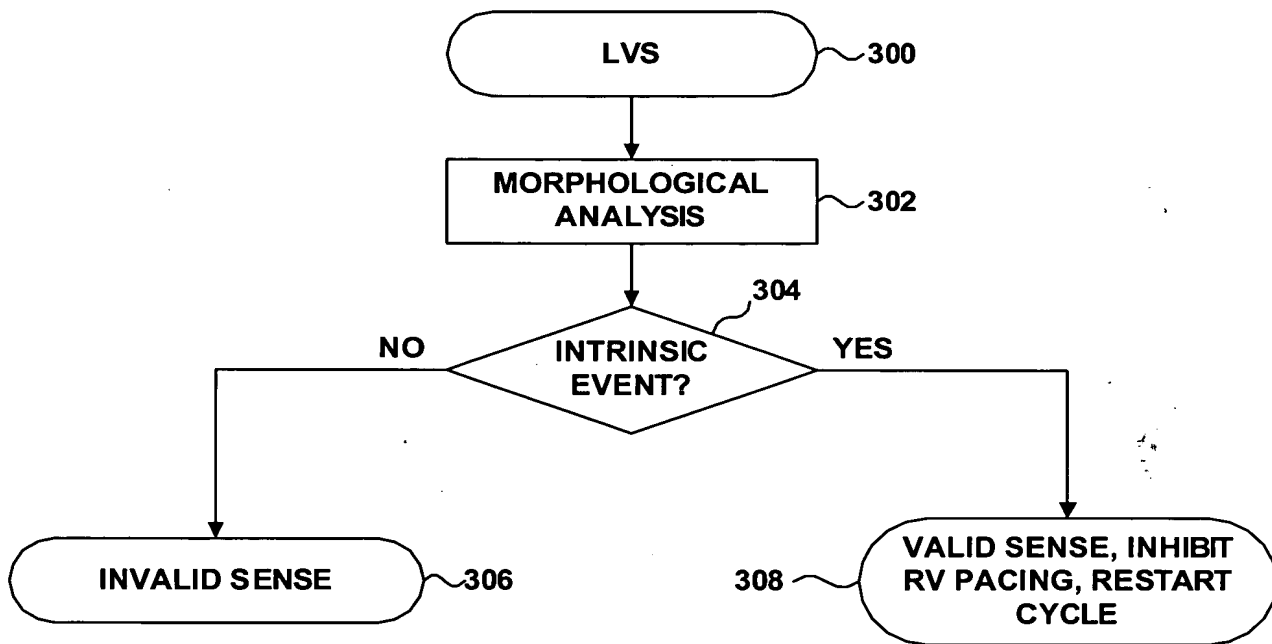 LVS
300
MORPHOLOGICAL
ANALYSIS
302
304
NO
INTRINSIC
EVENT?
YES
INVALID SENSE
306
308
VALID SENSE, INHIBIT
RV PACING, RESTART
CYCLE